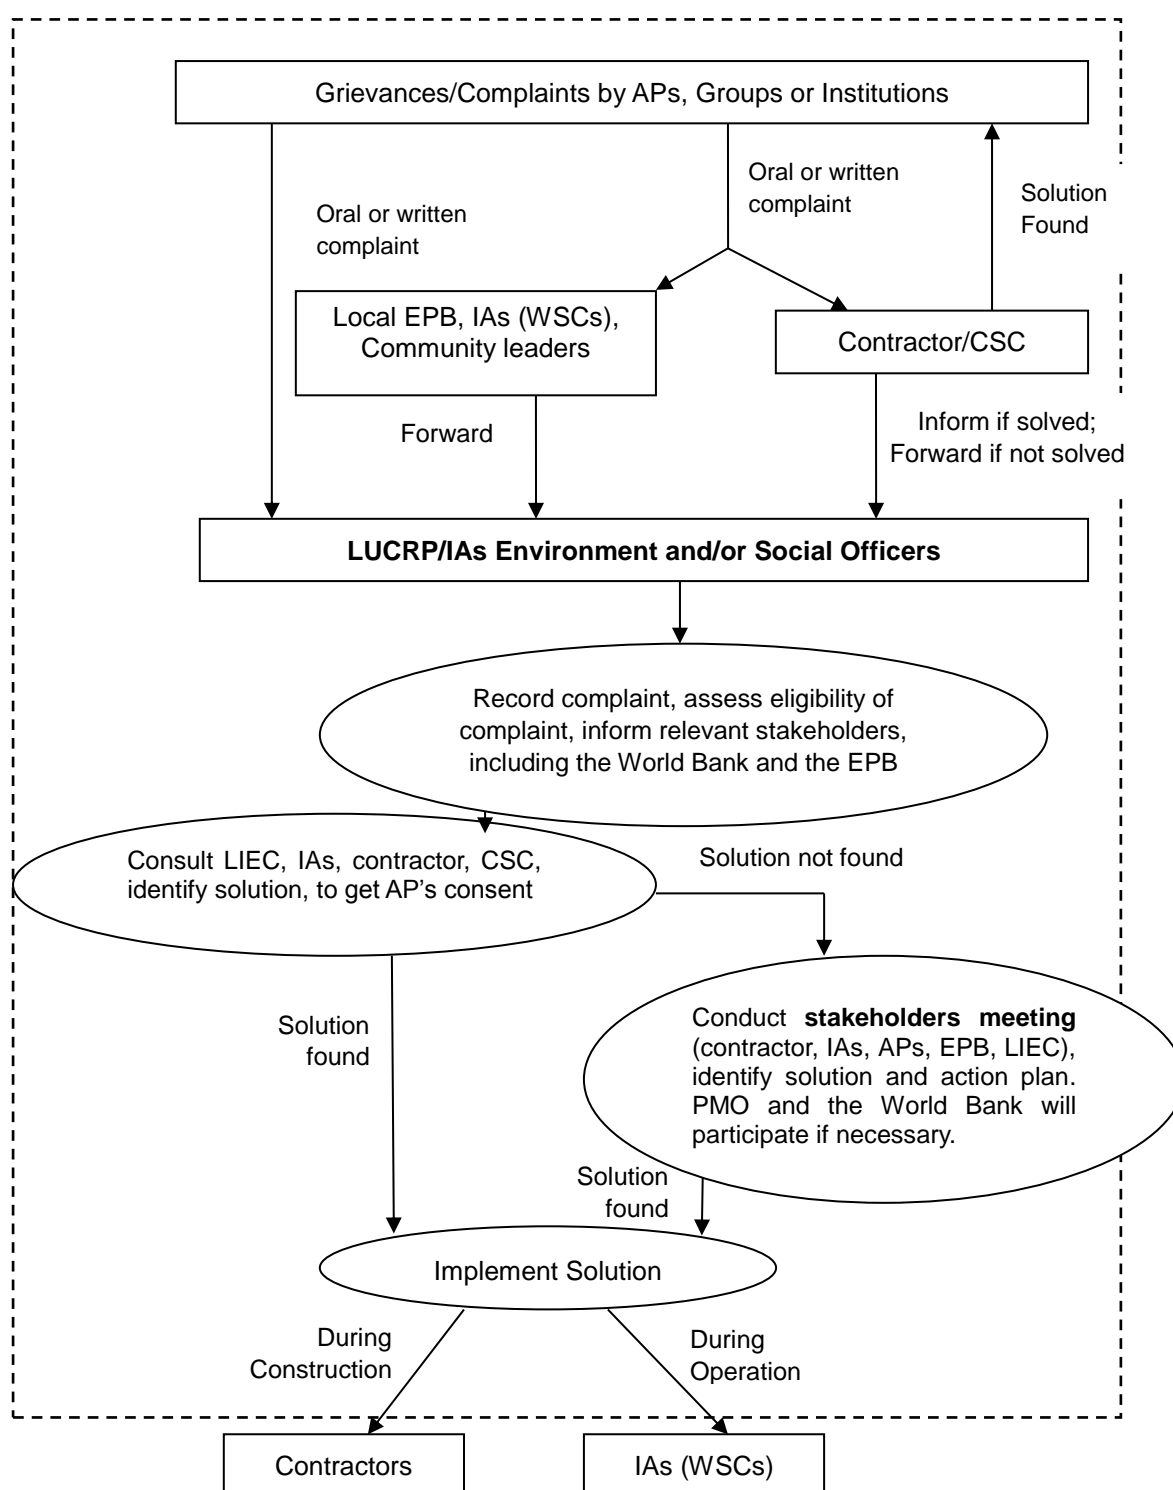 Grievances/Complaints by APs, Groups or Institutions
Oral or written
complaint
Oral or written
complaint
Solution
Found
Local EPB, IAs (WSCs),
Community leaders
Contractor/CSC
Forward
Inform if solved;
Forward if not solved
LUCRP/IAs Environment and/or Social Officers
Record complaint, assess eligibility of
complaint, inform relevant stakeholders,
including the World Bank and the EPB
Consult LIEC, IAs, contractor, CSC,
identify solution, to get AP’s consent
Solution not found
Solution
found
Conduct stakeholders meeting
(contractor, IAs, APs, EPB, LIEC),
identify solution and action plan.
PMO and the World Bank will
participate if necessary.
Solution
found
Implement Solution
During
Construction
During
Operation
Contractors
IAs (WSCs)